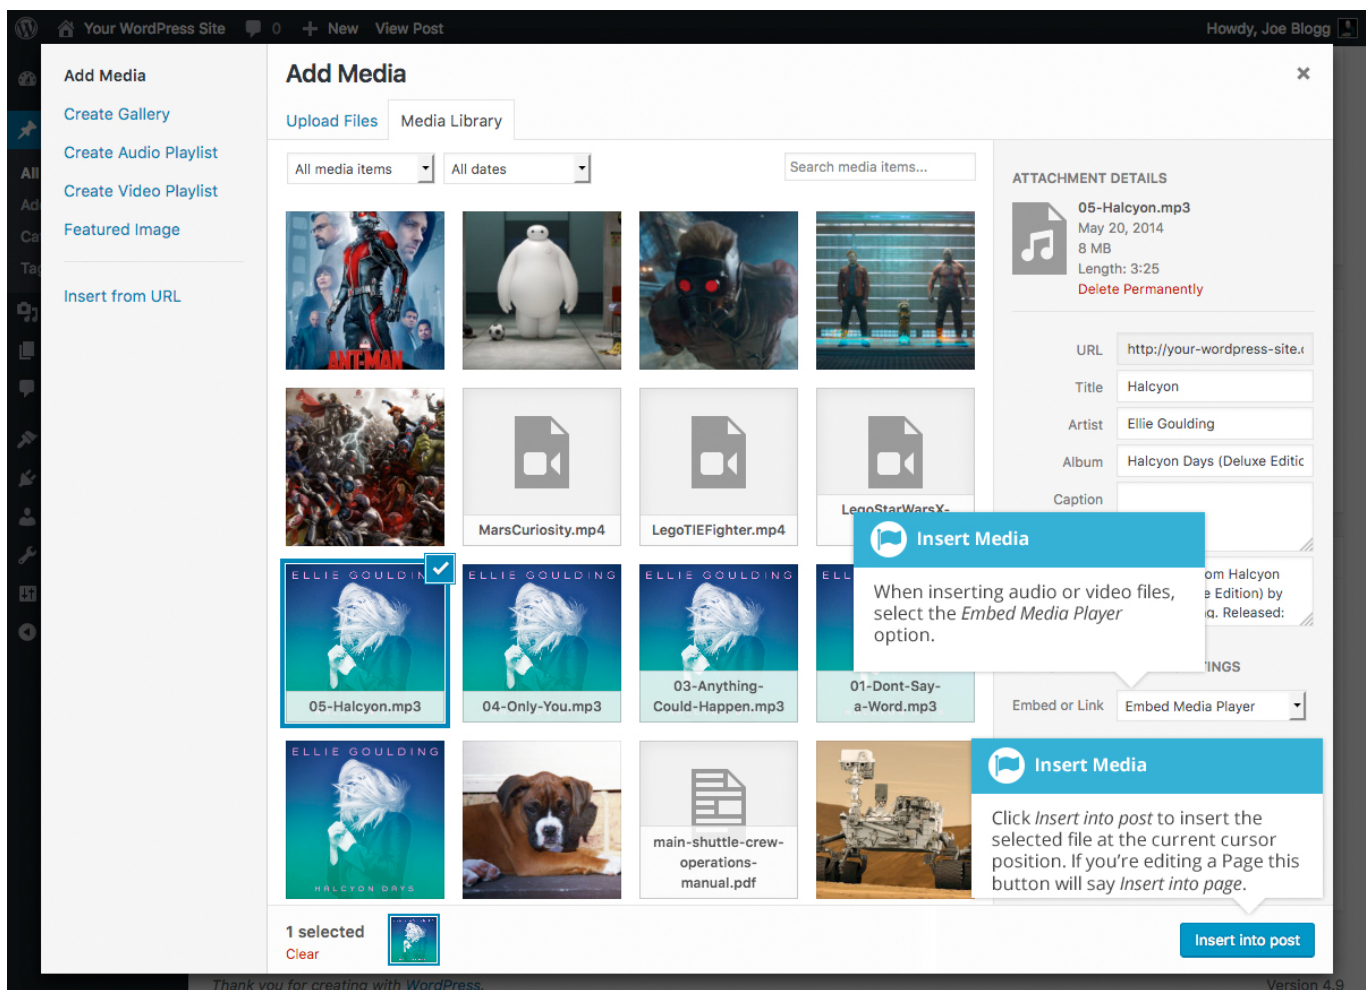 Your WordPress Site
0
New
View Post
Howdy, Joe Blogg
Add Media
Create Gallery
Create Audio Playlist
Create Video Playlist
Featured Image
Insert from URL
All
Ad
Ca
Tag
Add Media
Upload Files
Media Library
All media items
All dates
Search media items...
ANT-MAN
MarsCuriosity.mp4
LegoTIEFighter.mp4
LegoStarWarsX-
ELLIE GOULDIN
05-Halcyon.mp3
ELLIE GOULDING
04-Only-You.mp3
ELLIE GOULDING
03-Anything-
Could-Happen.mp3
ELL
01-Dont-Say-
a-Word.mp3
ELLIE GOULDING
HALCYON DAYS
main-shuttle-crew-
operations-
manual.pdf
ATTACHMENT DETAILS
05-Halcyon.mp3
May 20, 2014
8 MB
Length: 3:25
Delete Permanently
URL
http://your-wordpress-site.c
Title
Halcyon
Artist
Ellie Goulding
Album
Halcyon Days (Deluxe Editic
Caption
om Halcyon
e Edition) by
ng. Released:
Insert Media
When inserting audio or video files,
select the Embed Media Player
option.
TINGS
Embed or Link
Embed Media Player
Insert Media
Click Insert into post to insert the
selected file at the current cursor
position. If you’re editing a Page this
button will say Insert into page.
1 selected
Clear
Insert into post
Thank you for creating with WordPress.
Version 4.9